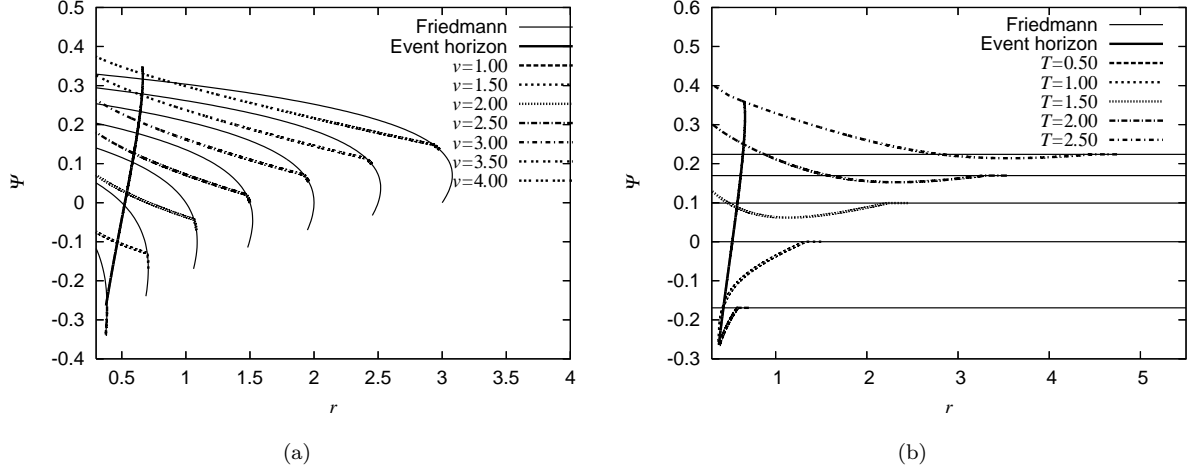 0.5
0.4
0.3
0.2
0.1
0
-0.1
-0.2
-0.3
-0.4
Ψ
0.5 1 1.5 2 2.5 3 3.5 4
r
Friedmann
Event horizon
v=1.00
v=1.50
v=2.00
v=2.50
v=3.00
v=3.50
v=4.00
(a)
0.6
0.5
0.4
0.3
0.2
0.1
0
-0.1
-0.2
-0.3
Ψ
1 2 3 4 5
r
Friedmann
Event horizon
T=0.50
T=1.00
T=1.50
T=2.00
T=2.50
(b)